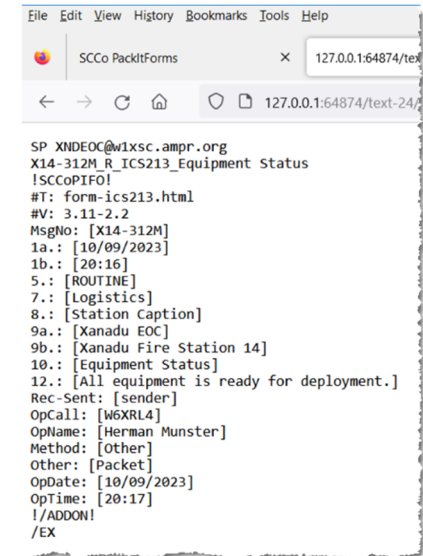 File Edit View History Bookmarks Tools Help
SCCo PackItForms × 127.0.0.1:64874/tex
127.0.0.1:64874/text-24/
SP XNDEOC@w1xsc.ampr.org
X14-312M_R_ICS213_Equipment Status
!SCCoPIFO!
#T: form-ics213.html
#V: 3.11-2.2
MsgNo: [X14-312M]
1a.: [10/09/2023]
1b.: [20:16]
5.: [ROUTINE]
7.: [Logistics]
8.: [Station Caption]
9a.: [Xanadu EOC]
9b.: [Xanadu Fire Station 14]
10.: [Equipment Status]
12.: [All equipment is ready for deployment.]
Rec-Sent: [sender]
OpCall: [W6XRL4]
OpName: [Herman Munster]
Method: [Other]
Other: [Packet]
OpDate: [10/09/2023]
OpTime: [20:17]
!/ADDON!
/EX